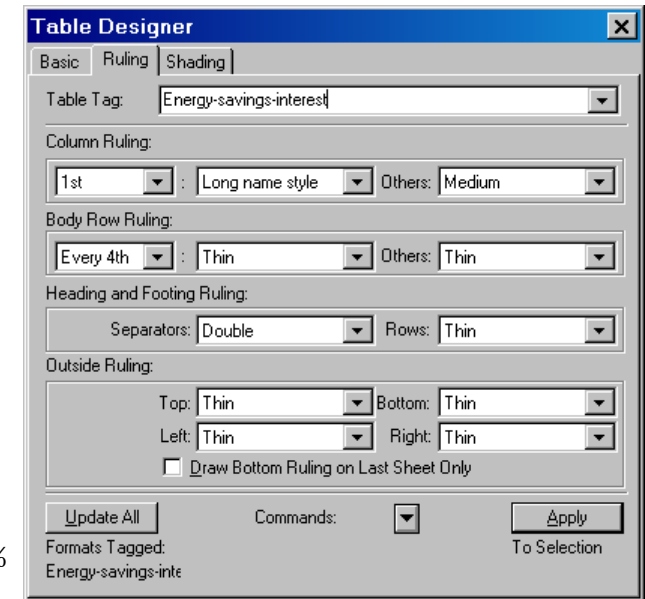 Table Designer
Basic Ruling Shading
Table Tag: Energy-savings-interest
Column Ruling:
1st : Long name style Others: Medium
Body Row Ruling:
Every 4th : Thin Others: Thin
Heading and Footing Ruling:
Separators: Double Rows: Thin
Outside Ruling:
Top: Thin Bottom: Thin
Left: Thin Right: Thin
Draw Bottom Ruling on Last Sheet Only
Update All Commands: Apply
% Formats Tagged: To Selection
Energy-savings-inte